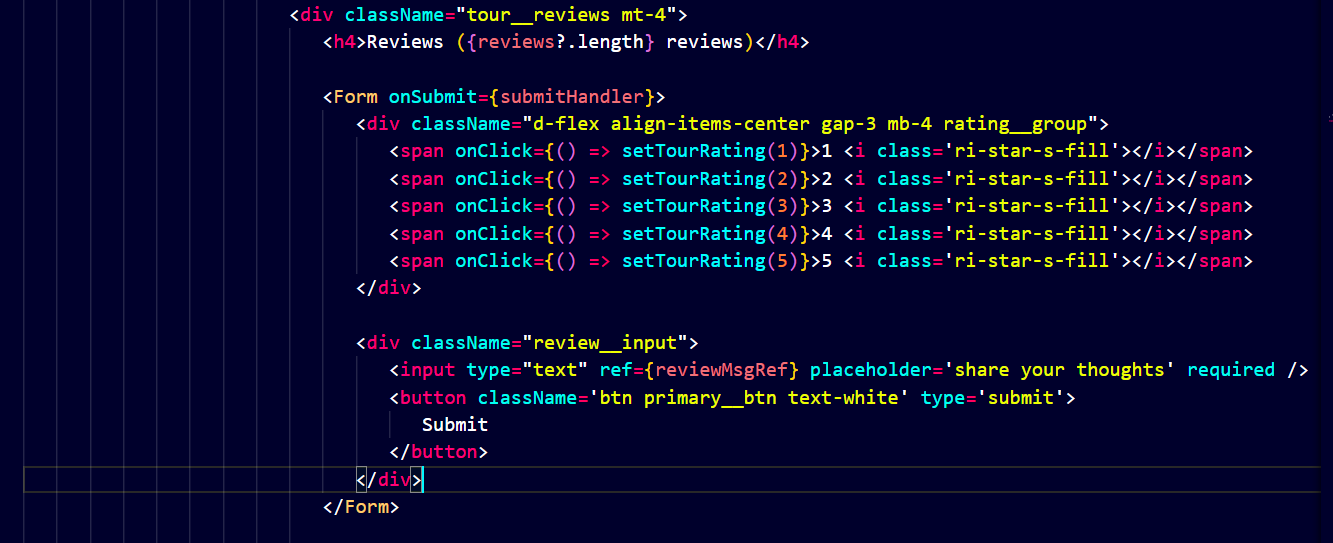 <div className="tour__reviews mt-4">
<h4>Reviews ({reviews?.length} reviews)</h4>
<Form onSubmit={submitHandler}>
<div className="d-flex align-items-center gap-3 mb-4 rating__group">
<span onClick={() => setTourRating(1)}>1 <i class='ri-star-s-fill'></i></span>
<span onClick={() => setTourRating(2)}>2 <i class='ri-star-s-fill'></i></span>
<span onClick={() => setTourRating(3)}>3 <i class='ri-star-s-fill'></i></span>
<span onClick={() => setTourRating(4)}>4 <i class='ri-star-s-fill'></i></span>
<span onClick={() => setTourRating(5)}>5 <i class='ri-star-s-fill'></i></span>
</div>
<div className="review__input">
<input type="text" ref={reviewMsgRef} placeholder='share your thoughts' required />
<button className='btn primary__btn text-white' type='submit'>
Submit
</button>
</div>
</Form>